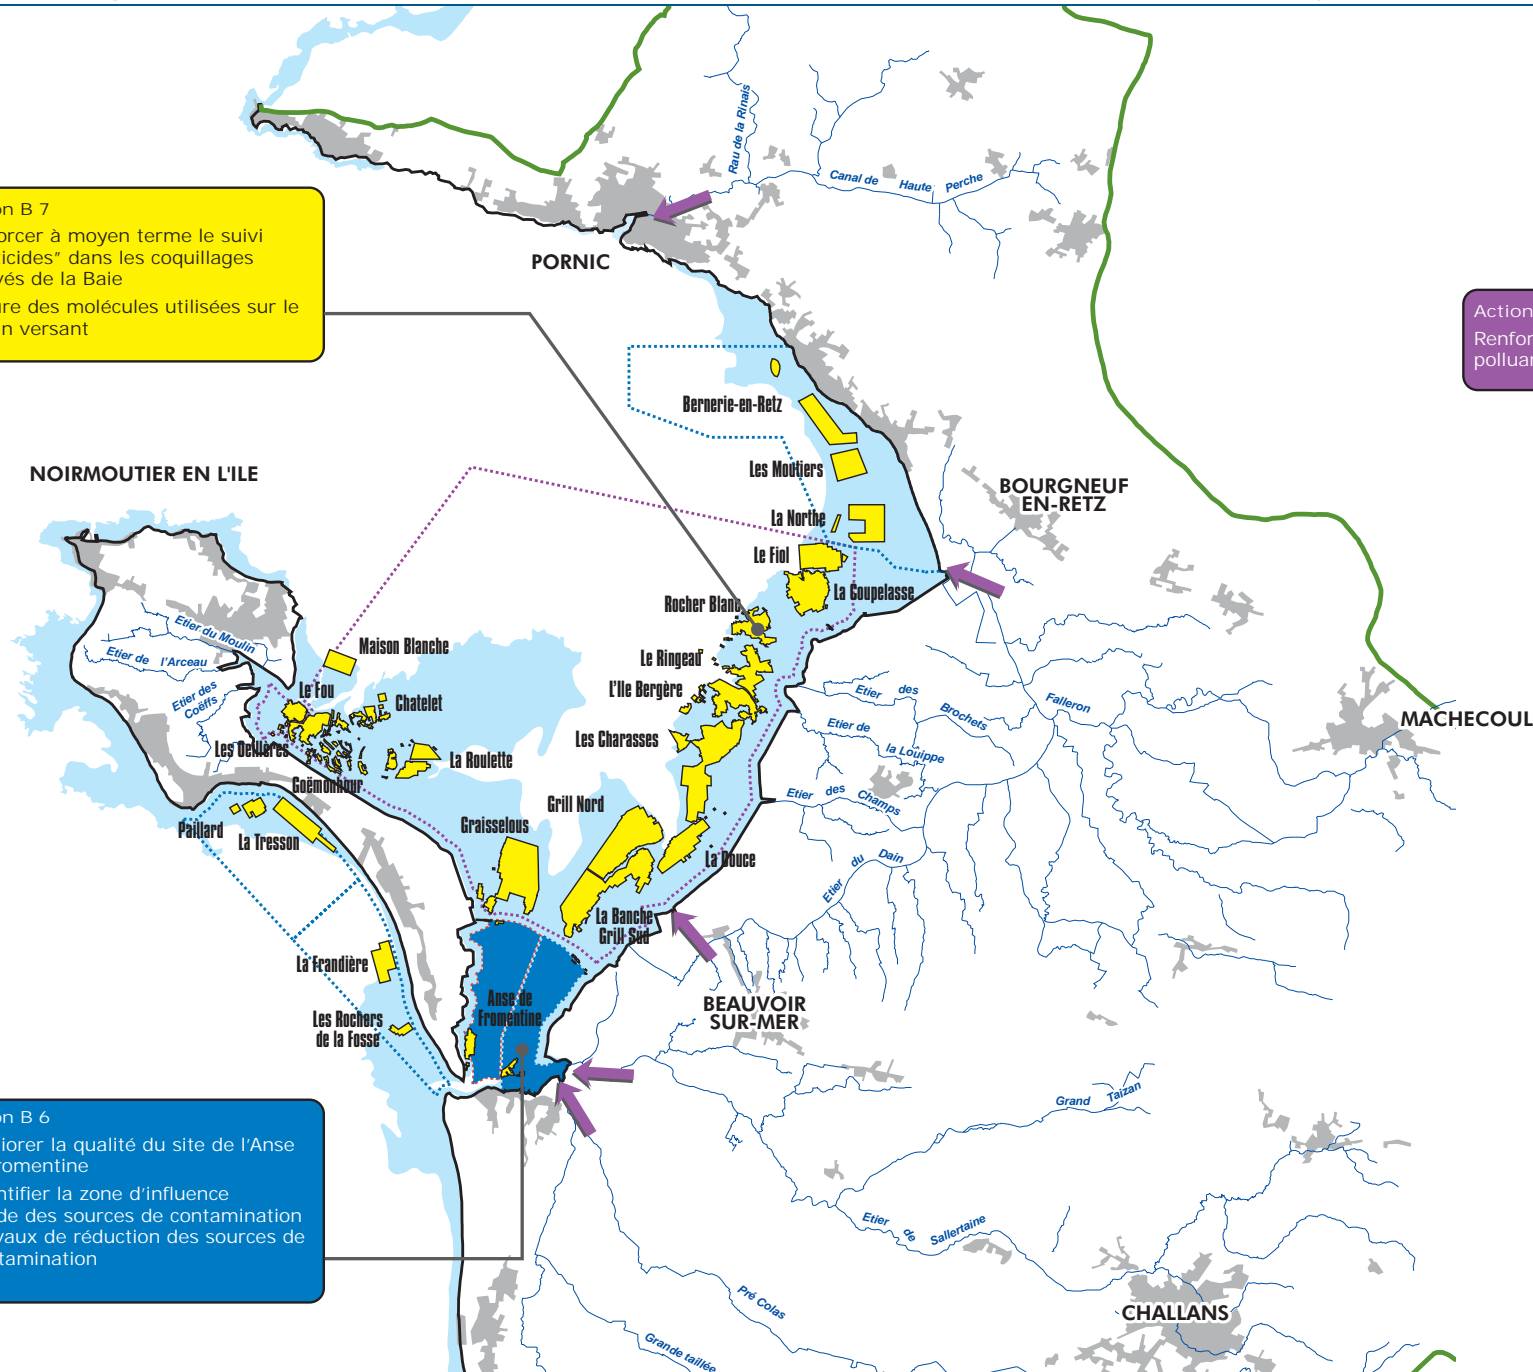 on B 7
orcer à moyen terme le suivi
icides” dans les coquillages
vés de la Baie
ure des molécules utilisées sur le
n versant
Action
Renfor
polluar
Rau de la Rinais
Canal de Haute Perche
PORNIC
Bernerie-en-Retz
Les Moutiers
La Northe
Le Fiol
La Coupelasse
Rocher Blanc
Le Ringeau
L'Ile Bergère
Les Charasses
BOURGNEUF
EN-RETZ
NOIRMOUTIER EN L'ILE
Etier du Moulin
Etier de l'Arceau
Etier des
Coëffs
Maison Blanche
Le Fou
Chatelet
Les Oeillères
La Roulette
Goëmonhour
Grill Nord
Graisselous
Paillard
La Tresson
La Douce
La Banche
Grill Sud
La Frandière
Les Rochers
de la Fosse
Anse de
Fromentine
Etier des Brochets
Falleron
Etier de la Louippe
Etier des Champs
Etier du Dain
MACHECOUL
BEAUVOIR
SUR-MER
Grand Taizan
Etier de Sallertaine
Pré Colas
Grande taillée
CHALLANS
on B 6
iorer la qualité du site de l'Anse
romentine
ntifier la zone d'influence
de des sources de contamination
vaux de réduction des sources de
tamination